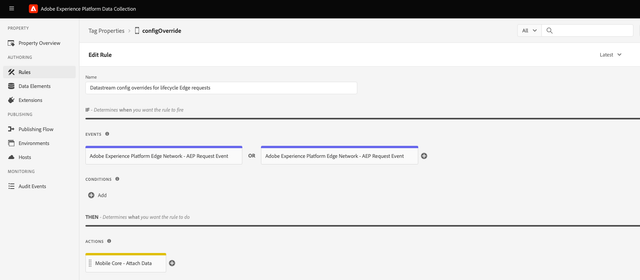 Adobe Experience Platform Data Collection
PROPERTY
Property Overview
AUTHORING
Rules
Data Elements
Extensions
PUBLISHING
Publishing Flow
Environments
Hosts
MONITORING
Audit Events
Tag Properties > configOverride
All
Edit Rule
Latest
Name
Datastream config overrides for lifecycle Edge requests
IF - Determines when you want the rule to fire
EVENTS
Adobe Experience Platform Edge Network - AEP Request Event OR Adobe Experience Platform Edge Network - AEP Request Event
CONDITIONS
Add
THEN - Determines what you want the rule to do
ACTIONS
Mobile Core - Attach Data